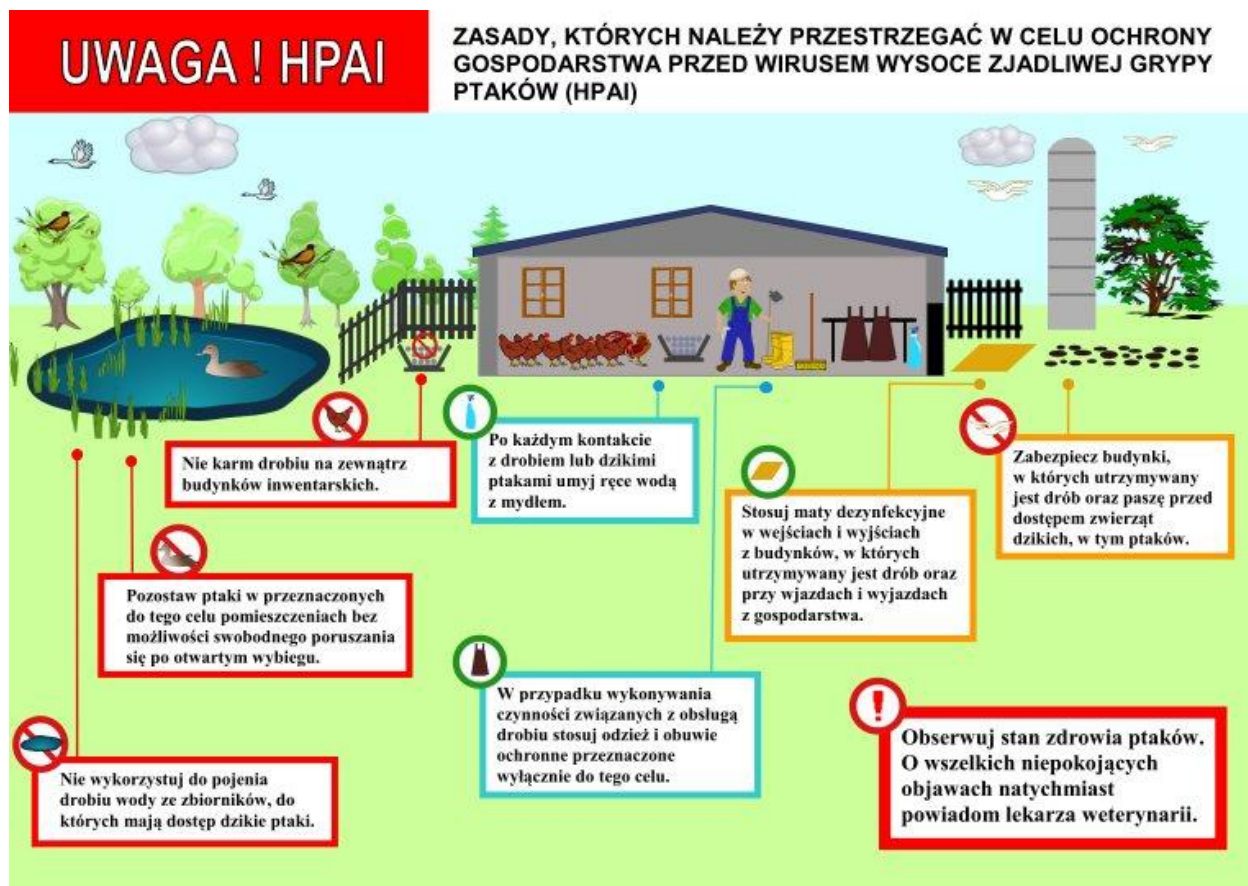 UWAGA ! HPAI
ZASADY, KTÓRYCH NALEŻY PRZESTRZEGAĆ W CELU OCHRONY
GOSPODARSTWA PRZED WIRUSEM WYSOCE ZJADLIWEJ GRYPY
PTAKÓW (HPAI)
Nie karm drobiu na zewnątrz
budynków inwentarskich.
Po każdym kontakcie
z drobiem lub dzikimi
ptakami umyj ręce wodą
z mydłem.
Stosuj maty dezynfekcyjne
w wejściach i wyjściach
z budynków, w których
utrzymywany jest drób oraz
przy wjazdach i wyjazdach
z gospodarstwa.
Zabezpiecz budynki,
w których utrzymywany
jest drób oraz paszę przed
dostępem zwierząt
dzikich, w tym ptaków.
Pozostaw ptaki w przeznaczonych
do tego celu pomieszczeniach bez
możliwości swobodnego poruszania
się po otwartym wybiegu.
W przypadku wykonywania
czynności związanych z obsługą
drobiu stosuj odzież i obuwie
ochronne przeznaczone
wyłącznie do tego celu.
Nie wykorzystuj do pojenia
drobiu wody ze zbiorników, do
których mają dostęp dzikie ptaki.
Obserwuj stan zdrowia ptaków.
O wszelkich niepokojących
objawach natychmiast
powiadom lekarza weterynarii.